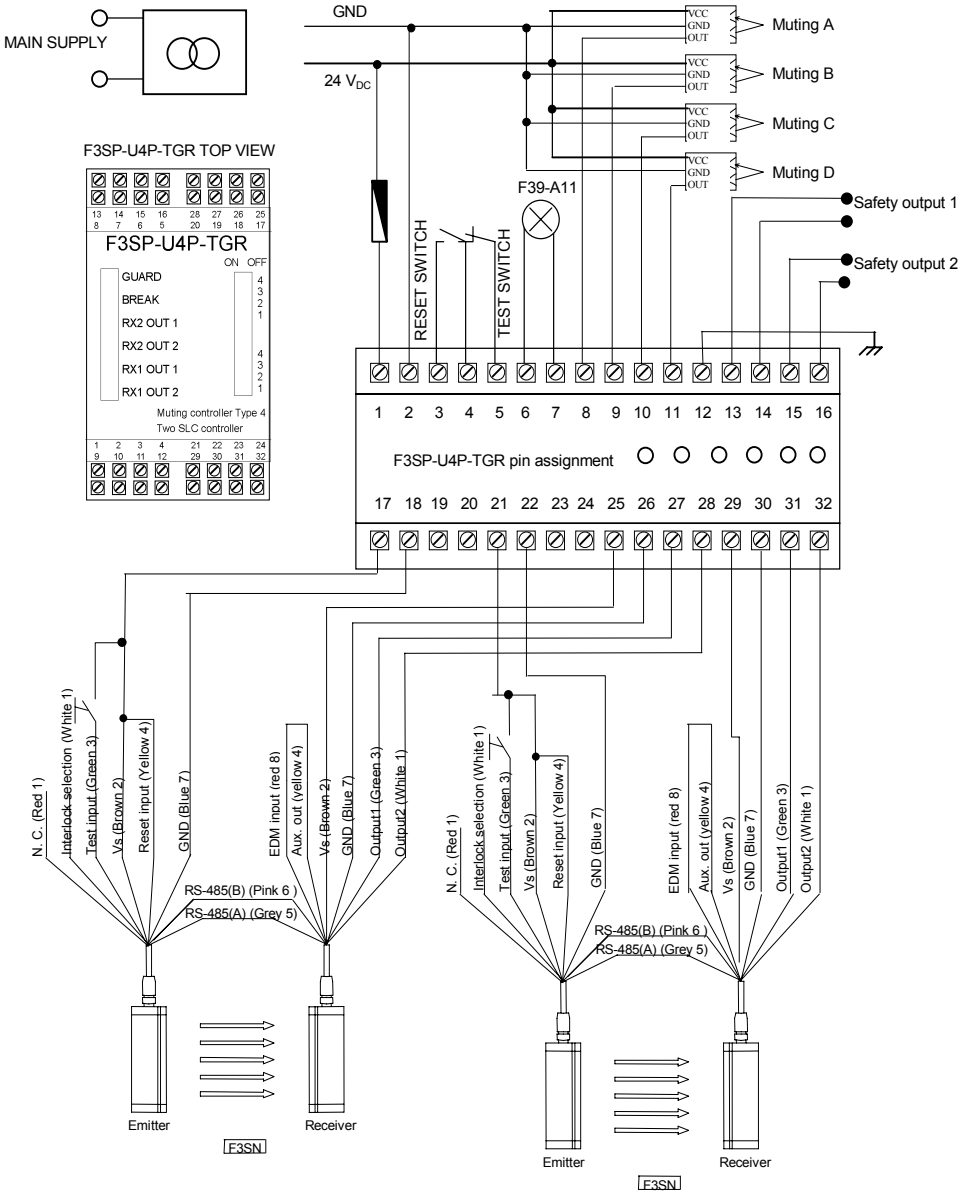 GND
MAIN SUPPLY
24 VDC
VCC
GND
OUT
Muting A
VCC
GND
OUT
Muting B
VCC
GND
OUT
Muting C
VCC
GND
OUT
Muting D
F3SP-U4P-TGR TOP VIEW
13 14 15 16 28 27 26 25
8 7 6 5 20 19 18 17
F3SP-U4P-TGR
ON OFF
GUARD
BREAK
RX2 OUT 1
RX2 OUT 2
RX1 OUT 1
RX1 OUT 2
4
3
2
1
4
3
2
1
Muting controller Type 4
Two SLC controller
1 2 3 4 21 22 23 24
9 10 11 12 29 30 31 32
RESET SWITCH
TEST SWITCH
F39-A11
Safety output 1
Safety output 2
1 2 3 4 5 6 7 8 9 10 11 12 13 14 15 16
F3SP-U4P-TGR pin assignment
17 18 19 20 21 22 23 24 25 26 27 28 29 30 31 32
N. C. (Red 1)
Interlock selection (White 1)
Test input (Green 3)
Vs (Brown 2)
Reset input (Yellow 4)
GND (Blue 7)
EDM input (red 8)
Aux. out (yellow 4)
Vs (Brown 2)
GND (Blue 7)
Output1 (Green 3)
Output2 (White 1)
RS-485(B) (Pink 6 )
RS-485(A) (Grey 5)
Emitter
Receiver
F3SN
N. C. (Red 1)
Interlock selection (White 1)
Test input (Green 3)
Vs (Brown 2)
Reset input (Yellow 4)
GND (Blue 7)
EDM input (red 8)
Aux. out (yellow 4)
Vs (Brown 2)
GND (Blue 7)
Output1 (Green 3)
Output2 (White 1)
RS-485(B) (Pink 6 )
RS-485(A) (Grey 5)
Emitter
Receiver
F3SN